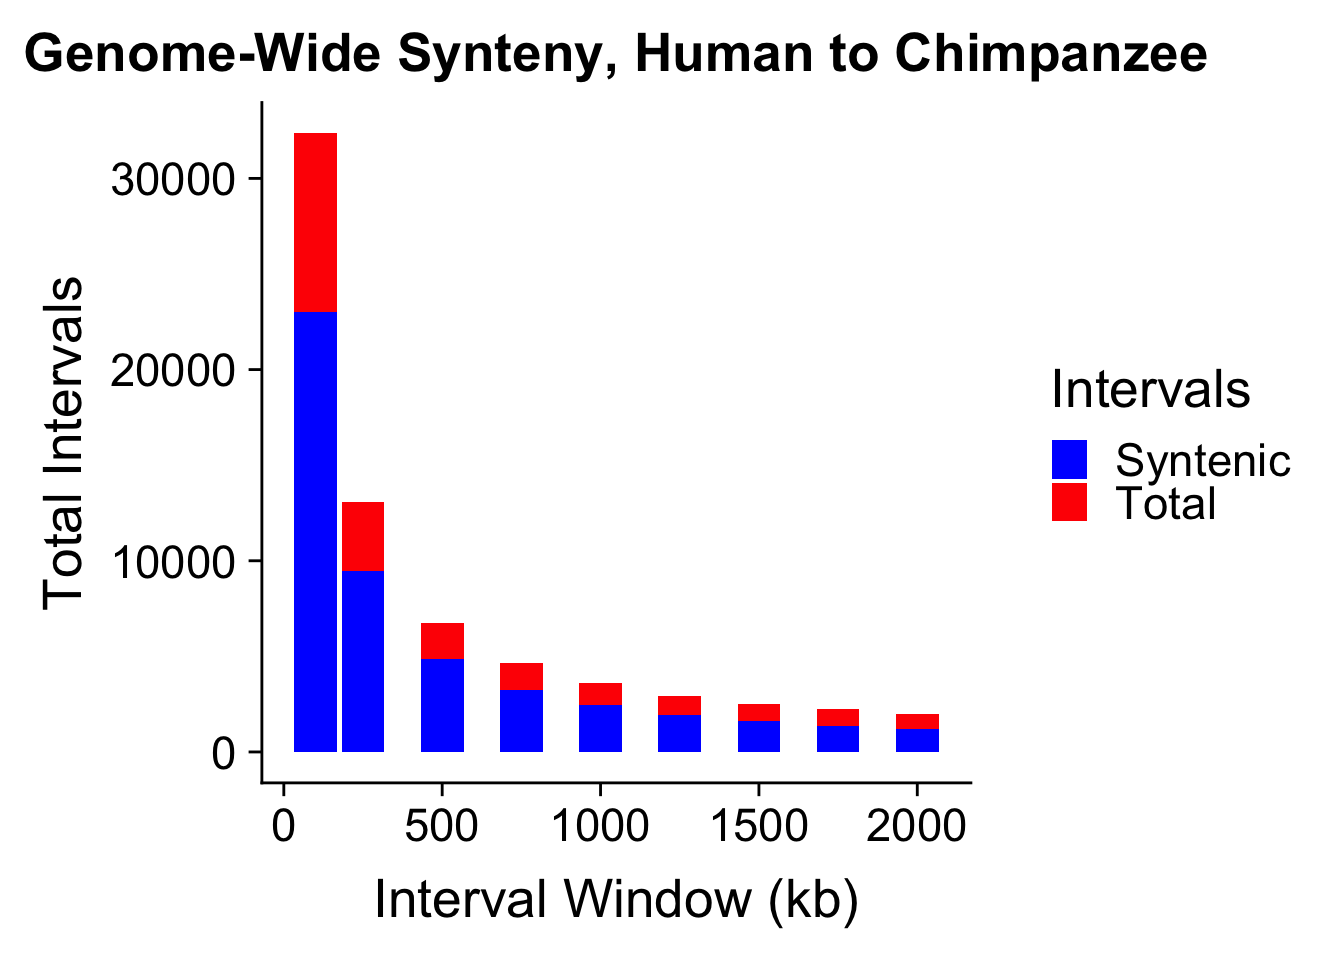 Genome-Wide Synteny, Human to Chimpanzee
Total Intervals
30000
20000
10000
0
0 500 1000 1500 2000
Interval Window (kb)
Intervals
Syntenic
Total